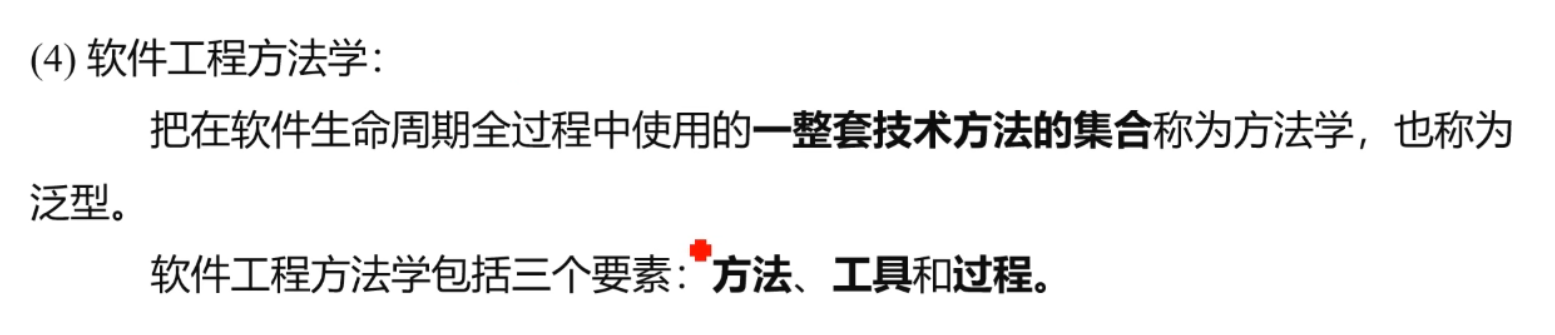 (4) 软件工程方法学：
把在软件生命周期全过程中使用的一整套技术方法的集合称为方法学，也称为
泛型。
软件工程方法学包括三个要素：方法、工具和过程。